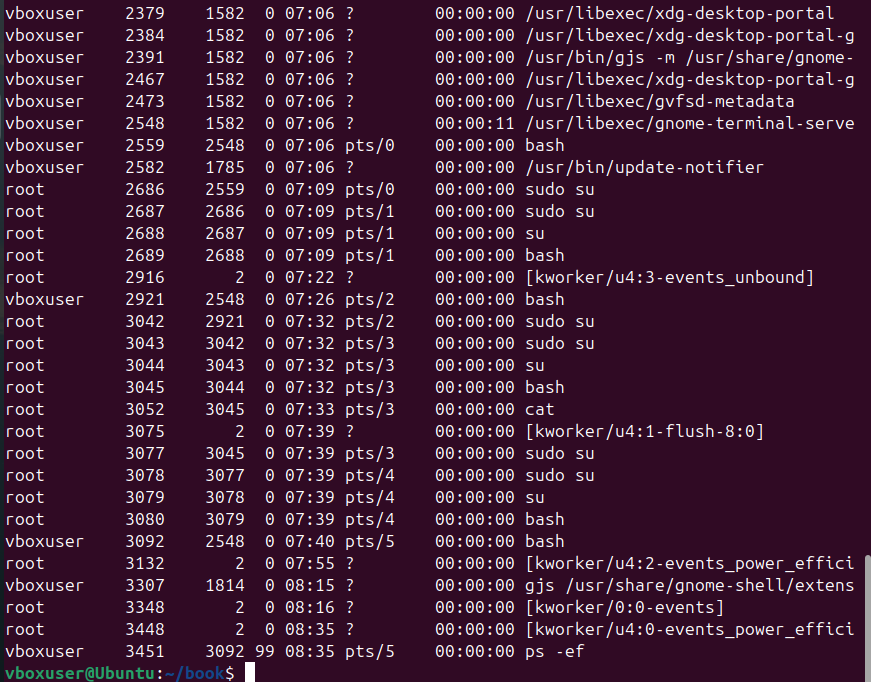 vboxuser    2379    1582  0 07:06 ?        00:00:00 /usr/libexec/xdg-desktop-portal
vboxuser    2384    1582  0 07:06 ?        00:00:00 /usr/libexec/xdg-desktop-portal-g
vboxuser    2391    1582  0 07:06 ?        00:00:00 /usr/bin/gjs -m /usr/share/gnome-
vboxuser    2467    1582  0 07:06 ?        00:00:00 /usr/libexec/xdg-desktop-portal-g
vboxuser    2473    1582  0 07:06 ?        00:00:00 /usr/libexec/gvfsd-metadata
vboxuser    2548    1582  0 07:06 ?        00:00:11 /usr/libexec/gnome-terminal-serve
vboxuser    2559    2548  0 07:06 pts/0    00:00:00 bash
vboxuser    2582    1785  0 07:06 ?        00:00:00 /usr/bin/update-notifier
root        2686    2559  0 07:09 pts/0    00:00:00 sudo su
root        2687    2686  0 07:09 pts/1    00:00:00 sudo su
root        2688    2687  0 07:09 pts/1    00:00:00 su
root        2689    2688  0 07:09 pts/1    00:00:00 bash
root        2916       2  0 07:22 ?        00:00:00 [kworker/u4:3-events_unbound]
vboxuser    2921    2548  0 07:26 pts/2    00:00:00 bash
root        3042    2921  0 07:32 pts/2    00:00:00 sudo su
root        3043    3042  0 07:32 pts/3    00:00:00 sudo su
root        3044    3043  0 07:32 pts/3    00:00:00 su
root        3045    3044  0 07:32 pts/3    00:00:00 bash
root        3052    3045  0 07:33 pts/3    00:00:00 cat
root        3075       2  0 07:39 ?        00:00:00 [kworker/u4:1-flush-8:0]
root        3077    3045  0 07:39 pts/3    00:00:00 sudo su
root        3078    3077  0 07:39 pts/4    00:00:00 sudo su
root        3079    3078  0 07:39 pts/4    00:00:00 su
root        3080    3079  0 07:39 pts/4    00:00:00 bash
vboxuser    3092    2548  0 07:40 pts/5    00:00:00 bash
root        3132       2  0 07:55 ?        00:00:00 [kworker/u4:2-events_power_effici
vboxuser    3307    1814  0 08:15 ?        00:00:00 gjs /usr/share/gnome-shell/extens
root        3348       2  0 08:16 ?        00:00:00 [kworker/0:0-events]
root        3448       2  0 08:35 ?        00:00:00 [kworker/u4:0-events_power_effici
vboxuser    3451    3092 99 08:35 pts/5    00:00:00 ps -ef
vboxuser@Ubuntu:~/book$